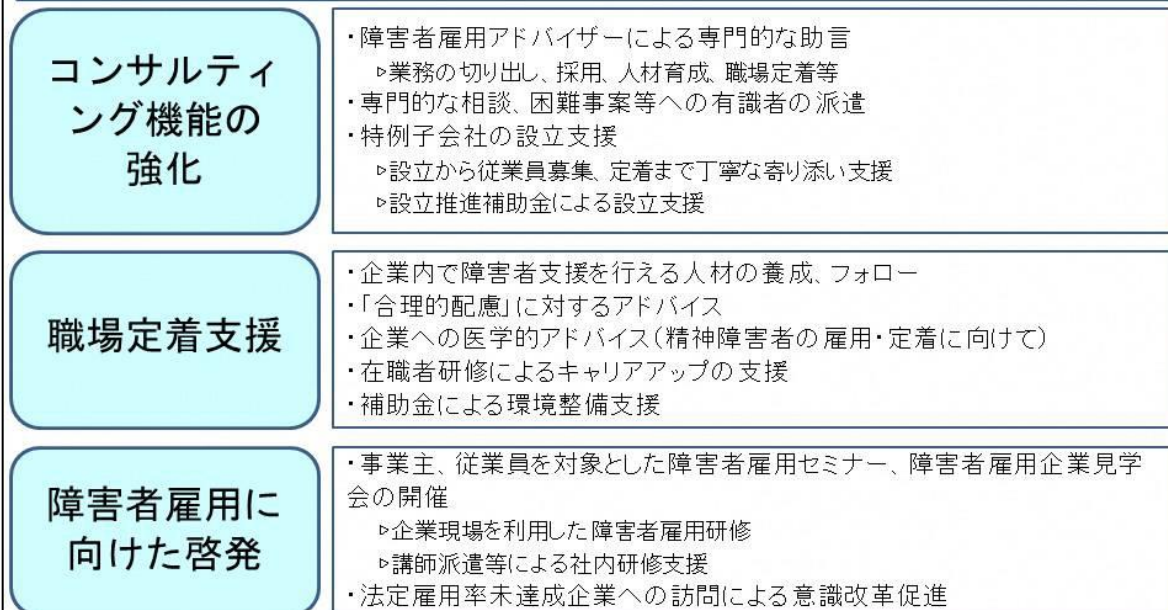 コンサルティ
ング機能の
強化
・障害者雇用アドバイザーによる専門的な助言
▹業務の切り出し、採用、人材育成、職場定着等
・専門的な相談、困難事案等への有識者の派遣
・特例子会社の設立支援
▹設立から従業員募集、定着まで丁寧な寄り添い支援
▹設立推進補助金による設立支援
職場定着支援
・企業内で障害者支援を行える人材の養成、フォロー
・「合理的配慮」に対するアドバイス
・企業への医学的アドバイス（精神障害者の雇用・定着に向けて）
・在職者研修によるキャリアアップの支援
・補助金による環境整備支援
障害者雇用に
向けた啓発
・事業主、従業員を対象とした障害者雇用セミナー、障害者雇用企業見学
会の開催
▹企業現場を利用した障害者雇用研修
▹講師派遣等による社内研修支援
・法定雇用率未達成企業への訪問による意識改革促進